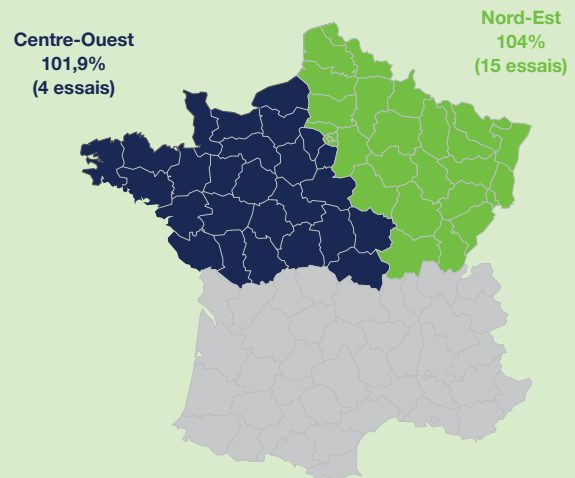 Centre-Ouest
101,9%
(4 essais)
Nord-Est
104%
(15 essais)